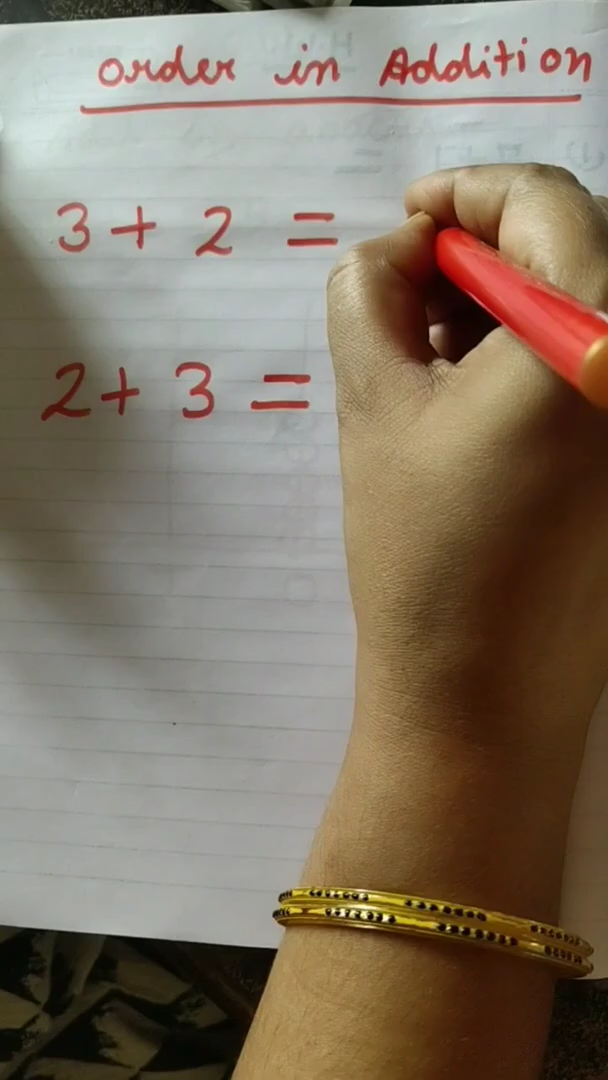 Order in Addition
3 + 2 =
2 + 3 =